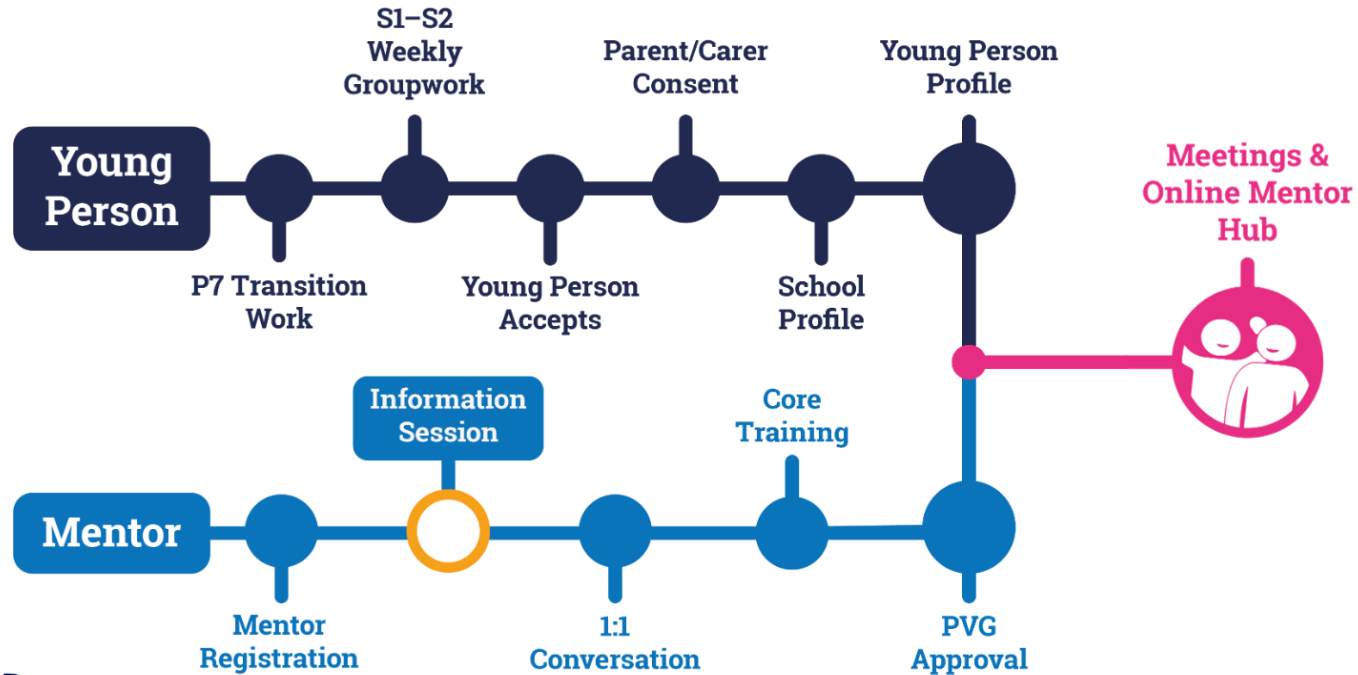 S1–S2
Weekly
Groupwork
Parent/Carer
Consent
Young Person
Profile
Young
Person
P7 Transition
Work
Young Person
Accepts
School
Profile
Meetings &
Online Mentor
Hub
Mentor
Information
Session
Core
Training
Mentor
Registration
1:1
Conversation
PVG
Approval